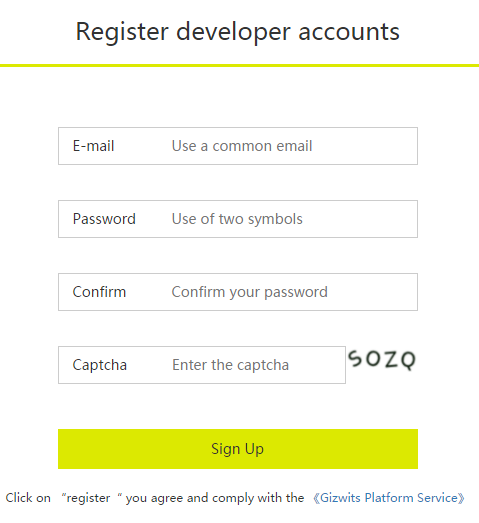 Register developer accounts
E-mail Use a common email
Password Use of two symbols
Confirm Confirm your password
Captcha Enter the captcha SOZQ
Sign Up
Click on “register“ you agree and comply with the 《Gizwits Platform Service》